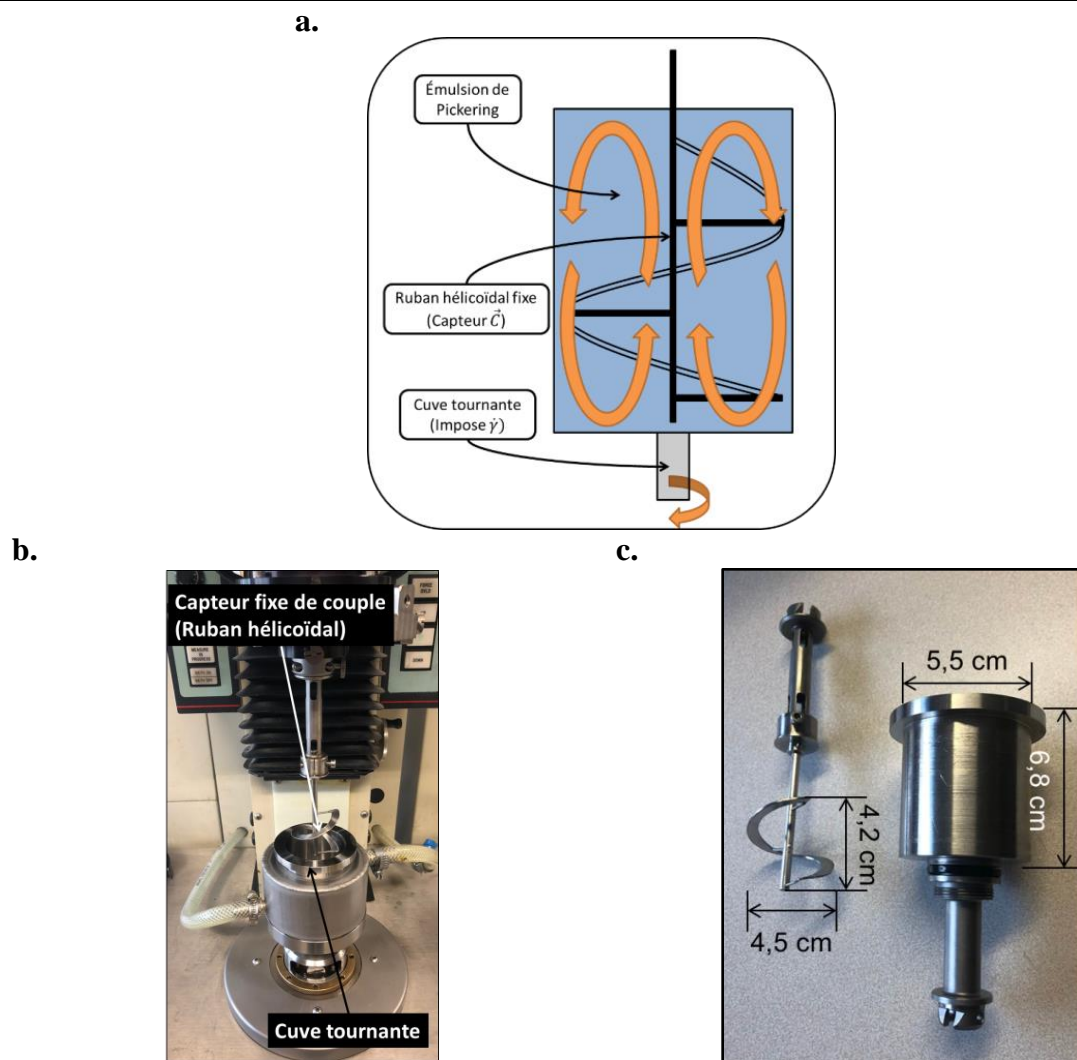 a.
Émulsion de
Pickering
Ruban hélicoïdal fixe
(Capteur C⃗)
Cuve tournante
(Impose γ̇)
b.
c.
Capteur fixe de couple
(Ruban hélicoïdal)
Cuve tournante
5,5 cm
6,8 cm
4,2 cm
4,5 cm